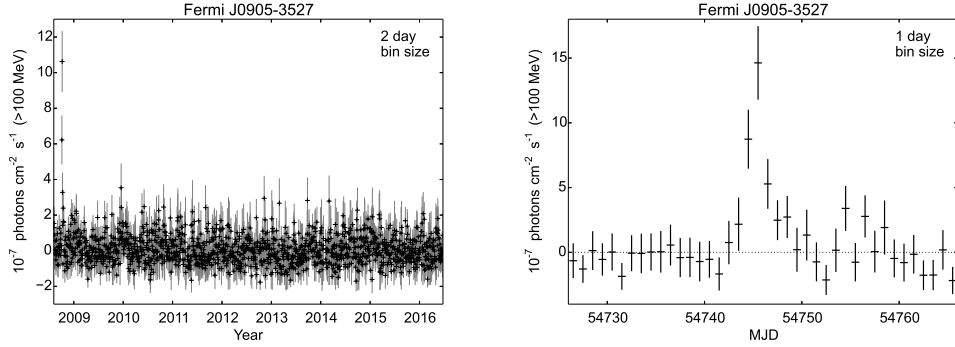 Fermi J0905-3527
2 day
bin size
10⁻⁷ photons cm⁻² s⁻¹ (>100 MeV)
12
10
8
6
4
2
0
−2
2009 2010 2011 2012 2013 2014 2015 2016
Year
Fermi J0905-3527
1 day
bin size
10⁻⁷ photons cm⁻² s⁻¹ (>100 MeV)
15
10
5
0
54730 54740 54750 54760
MJD